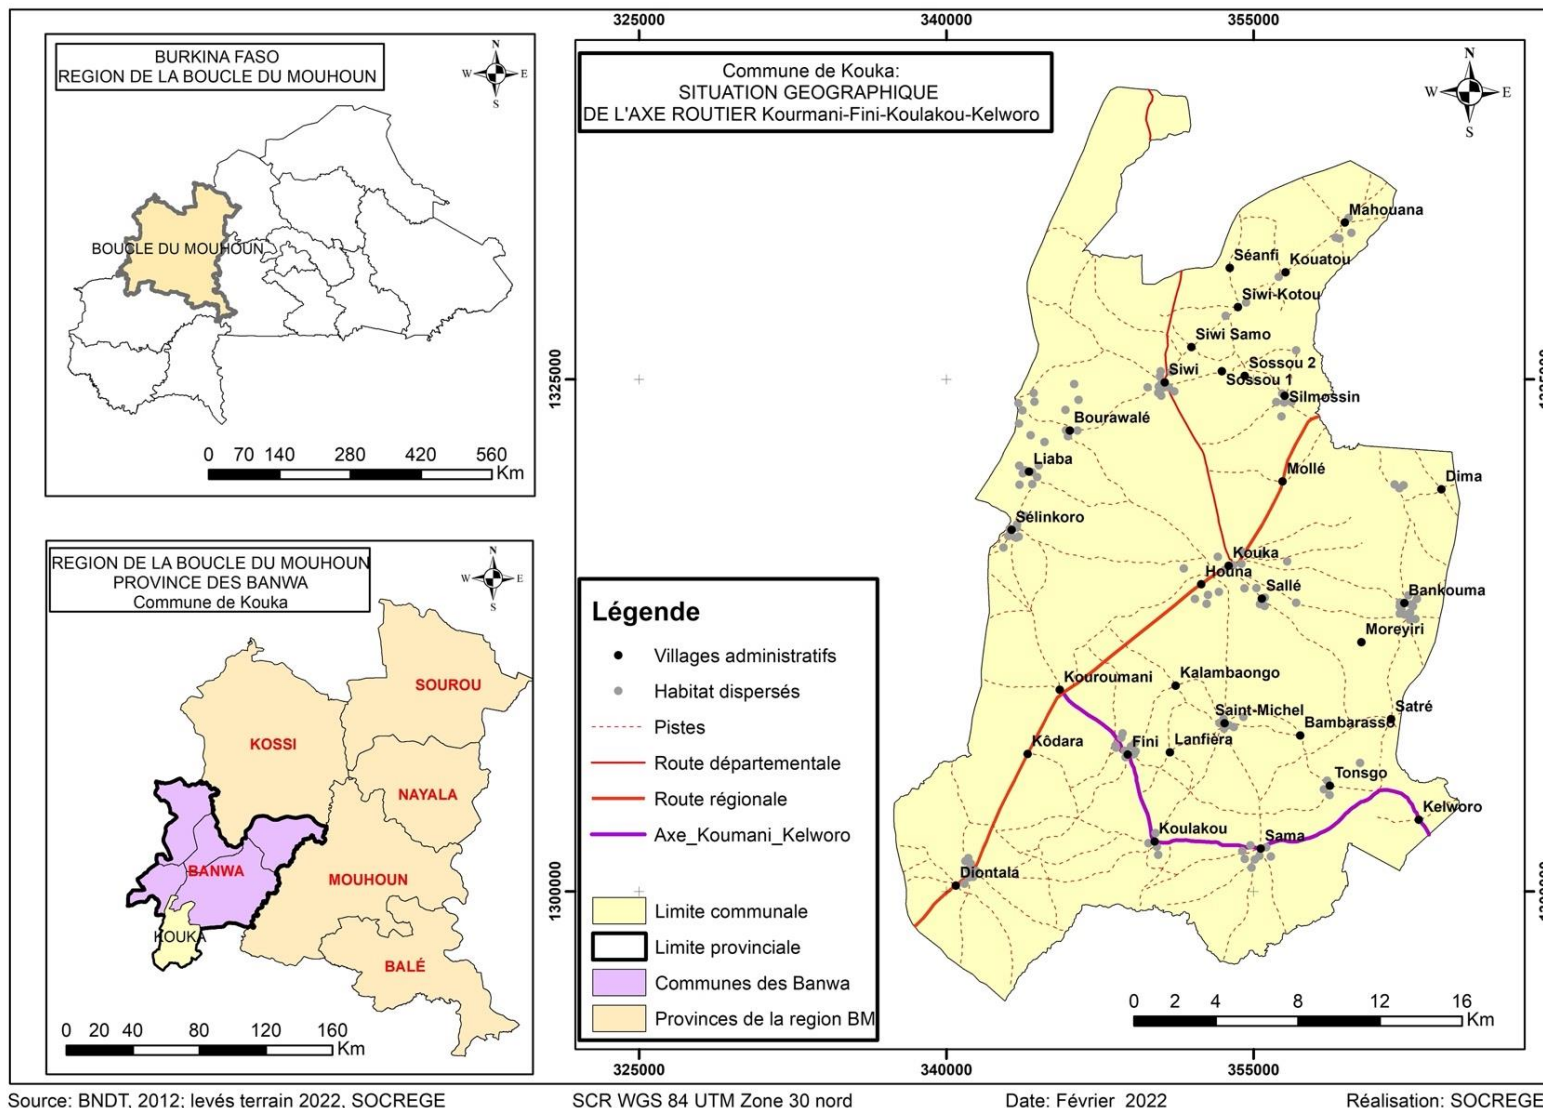 325000
340000
355000
BURKINA FASO
REGION DE LA BOUCLE DU MOUHOUN
N
W
E
S
BOUCLE DU MOUHOUN
0 70 140 280 420 560
Km
REGION DE LA BOUCLE DU MOUHOUN
PROVINCE DES BANWA
Commune de Kouka
N
W
E
S
SOUROU
KOSSI
NAYALA
BANWA
MOUHOUN
KOUKA
BALÉ
0 20 40 80 120 160
Km
Commune de Kouka:
SITUATION GEOGRAPHIQUE
DE L'AXE ROUTIER Kourmani-Fini-Koulakou-Kelworo
N
W
E
S
1325000
1300000
Mahouana
Séanfi
Kouatou
Siwi-Kotou
Siwi Samo
Sossou 2
Siwi
Sossou 1
Silmossin
Bourawalé
Liaba
Mollé
Dima
Sélinkoro
Kouka
Houna
Sallé
Bankouma
Moreyiri
Kouroumani
Kalambaongo
Saint-Michel
Satré
Bambarasso
Kôdara
Fini
Lanfièra
Tonsgo
Kelworo
Koulakou
Sama
Diontala
0 2 4 8 12 16
Km
Légende
Villages administratifs
Habitat dispersés
Pistes
Route départementale
Route régionale
Axe_Koumani_Kelworo
Limite communale
Limite provinciale
Communes des Banwa
Provinces de la region BM
325000
340000
355000
Source: BNDT, 2012; levés terrain 2022, SOCREGE
SCR WGS 84 UTM Zone 30 nord
Date: Février 2022
Réalisation: SOCREGE